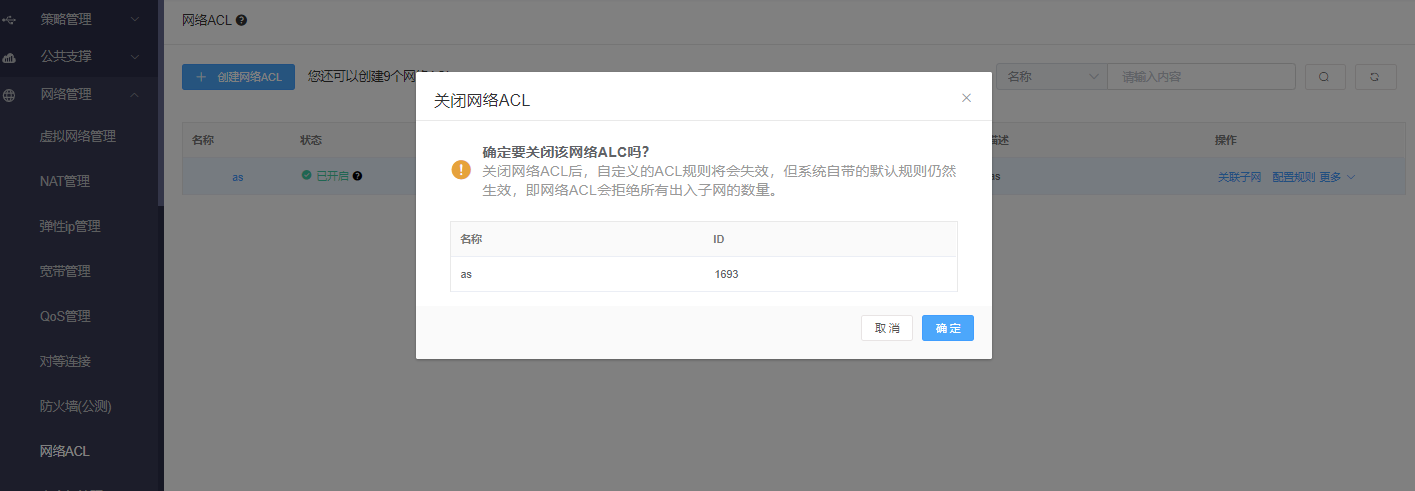 策略管理
公共支撑
网络管理
虚拟网络管理
NAT管理
弹性ip管理
宽带管理
QoS管理
对等连接
防火墙(公测)
网络ACL
网络ACL
创建网络ACL
您还可以创建9个网络ACL
名称
请输入内容
名称
状态
描述
操作
as
已开启
as
关联子网 配置规则 更多
关闭网络ACL
确定要关闭该网络ALC吗?
关闭网络ACL后，自定义的ACL规则将会失效，但系统自带的默认规则仍然
生效，即网络ACL会拒绝所有出入子网的数量。
名称
ID
as
1693
取消
确定